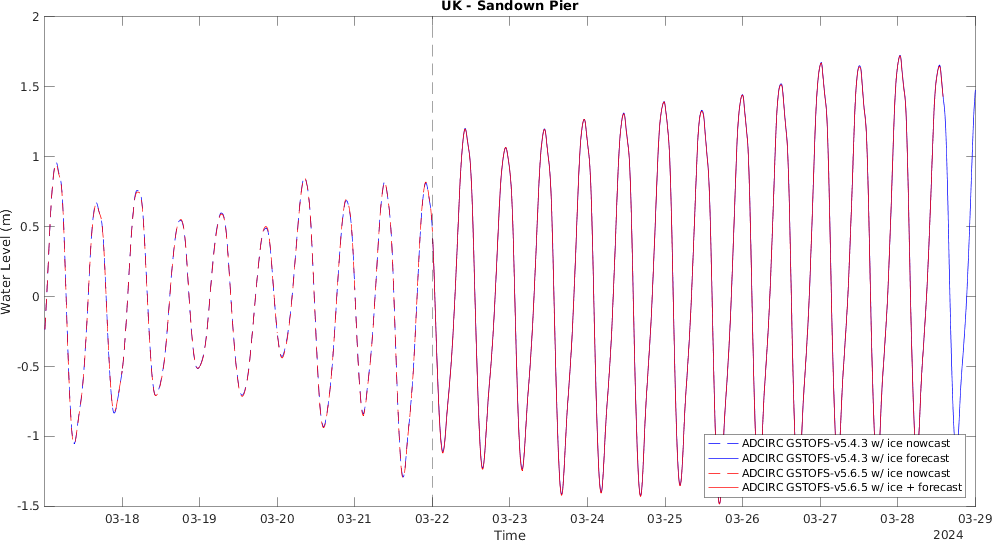 UK - Sandown Pier
2
1.5
1
0.5
0
-0.5
-1
-1.5
Water Level (m)
ADCIRC GSTOFS-v5.4.3 w/ ice nowcast
ADCIRC GSTOFS-v5.4.3 w/ ice forecast
ADCIRC GSTOFS-v5.6.5 w/ ice nowcast
ADCIRC GSTOFS-v5.6.5 w/ ice + forecast
03-18 03-19 03-20 03-21 03-22 03-23 03-24 03-25 03-26 03-27 03-28 03-29
Time
2024